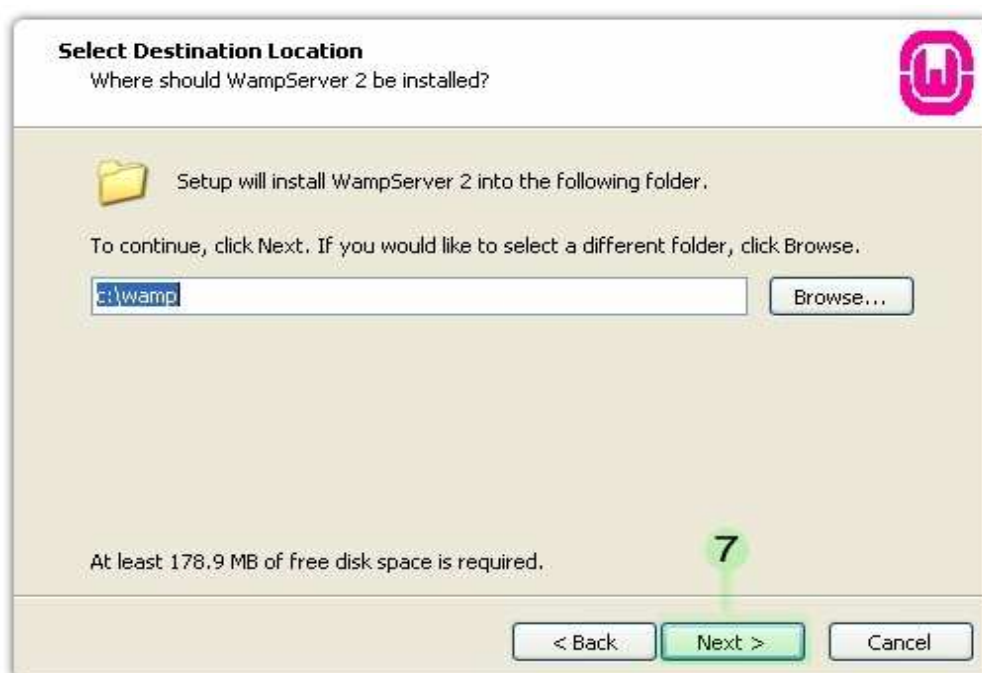 Select Destination Location
Where should WampServer 2 be installed?
W
Setup will install WampServer 2 into the following folder.
To continue, click Next. If you would like to select a different folder, click Browse.
c:\wamp
Browse...
At least 178.9 MB of free disk space is required.
7
< Back
Next >
Cancel